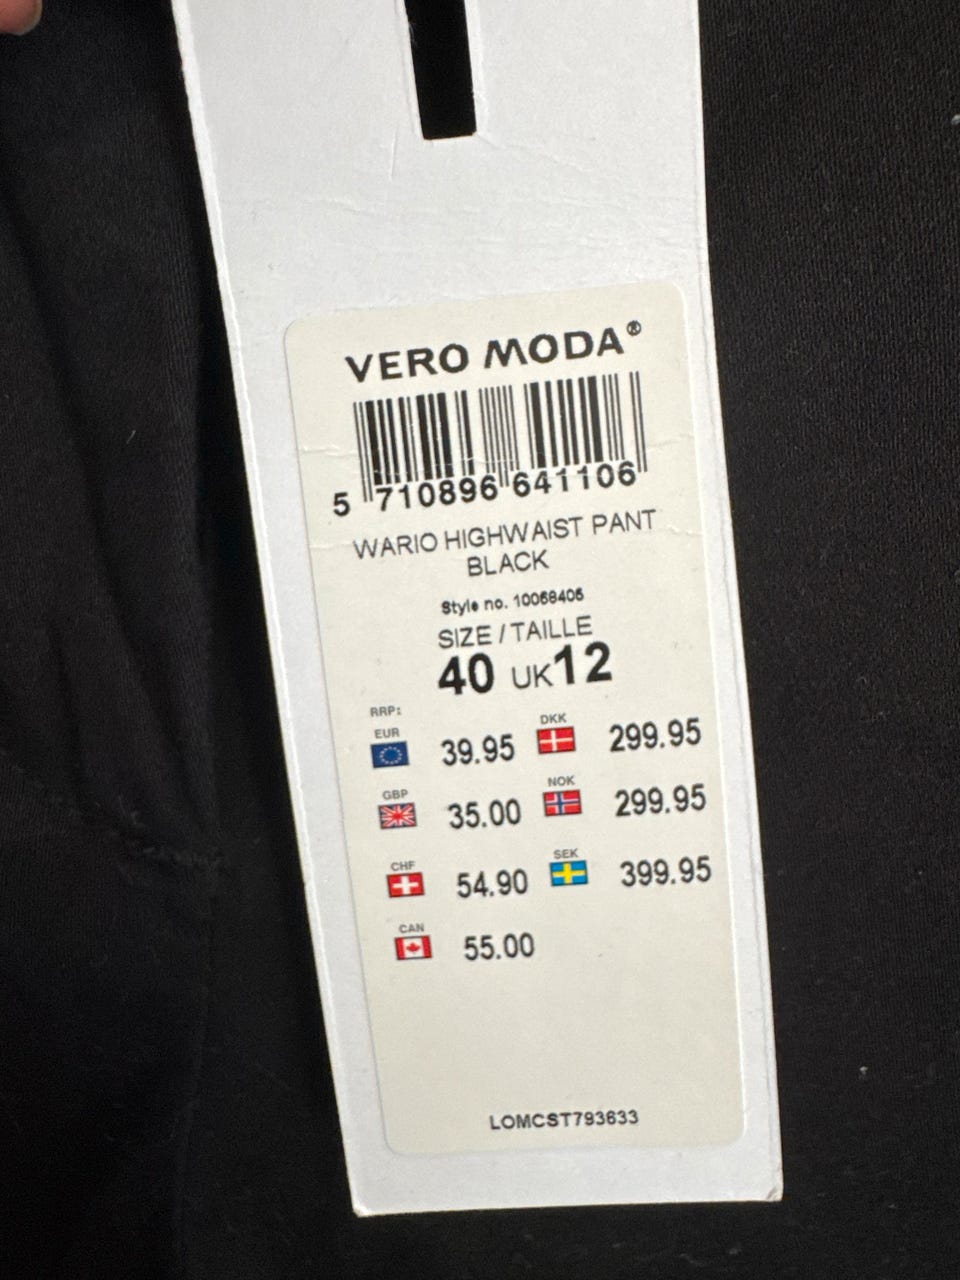 VERO MODA®
5 710896 641106
WARIO HIGHWAIST PANT
BLACK
Style no. 10068406
SIZE / TAILLE
40 UK12
RRP:
EUR 39.95 DKK 299.95
GBP 35.00 NOK 299.95
CHF 54.90 SEK 399.95
CAN 55.00
LOMCST793633